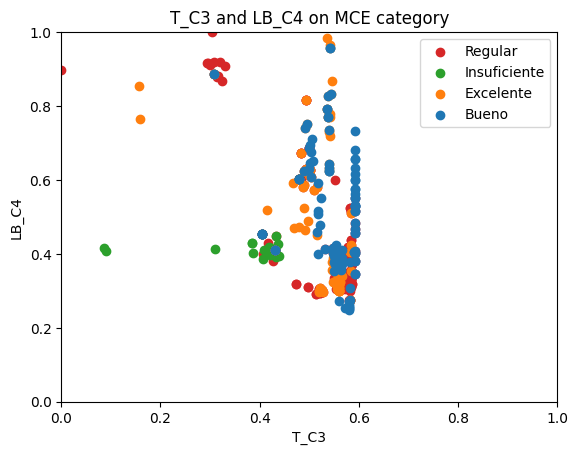 T_C3 and LB_C4 on MCE category
Regular
Insuficiente
Excelente
Bueno
LB_C4
1.0
0.8
0.6
0.4
0.2
0.0
0.0 0.2 0.4 0.6 0.8 1.0
T_C3